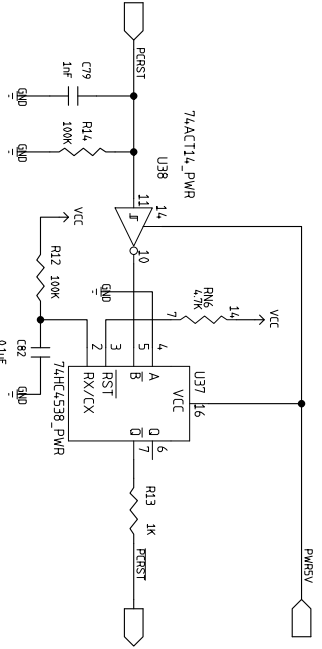 PCRST
C79
1nF
GND
R14
100K
GND
74ACT14_PWR
U38
11
14
10
VCC
R12
100K
C82
0.1uF
GND
GND
RN6
4.7K
7
14
VCC
U37
VCC
16
4
5
3
2
A
B
RST
RX/CX
Q
Q
6
7
74HC4538_PWR
R13
1K
PCRST
PWR5V